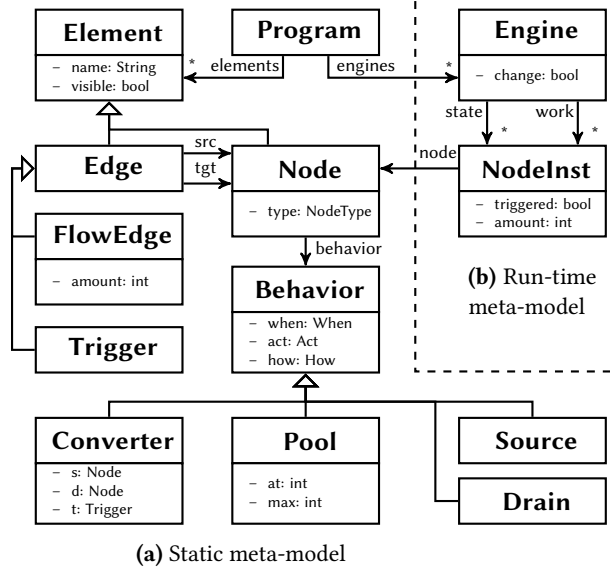 Element
– name: String
– visible: bool
Program
* elements
engines *
Engine
– change: bool
state
work
*
*
Edge
src
tgt
Node
– type: NodeType
node
NodeInst
– triggered: bool
– amount: int
FlowEdge
– amount: int
behavior
(b) Run-time
meta-model
Trigger
Behavior
– when: When
– act: Act
– how: How
Converter
– s: Node
– d: Node
– t: Trigger
Pool
– at: int
– max: int
Source
Drain
(a) Static meta-model